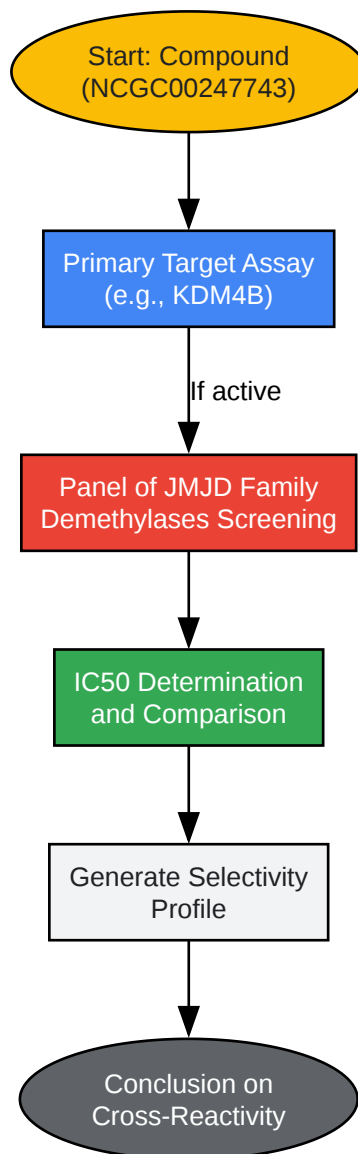 Start: Compound
(NCGC00247743)
Primary Target Assay
(e.g., KDM4B)
If active
Panel of JMJD Family
Demethylases Screening
IC50 Determination
and Comparison
Generate Selectivity
Profile
Conclusion on
Cross-Reactivity